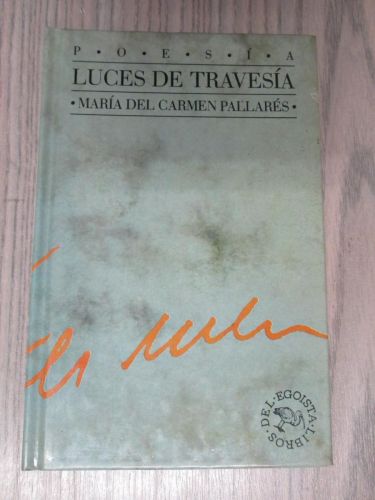 P·O·E·S·Í·A
LUCES DE TRAVESÍA
· MARÍA DEL CARMEN PALLARÉS ·
LIBROS · DEL · EGOISTA ·